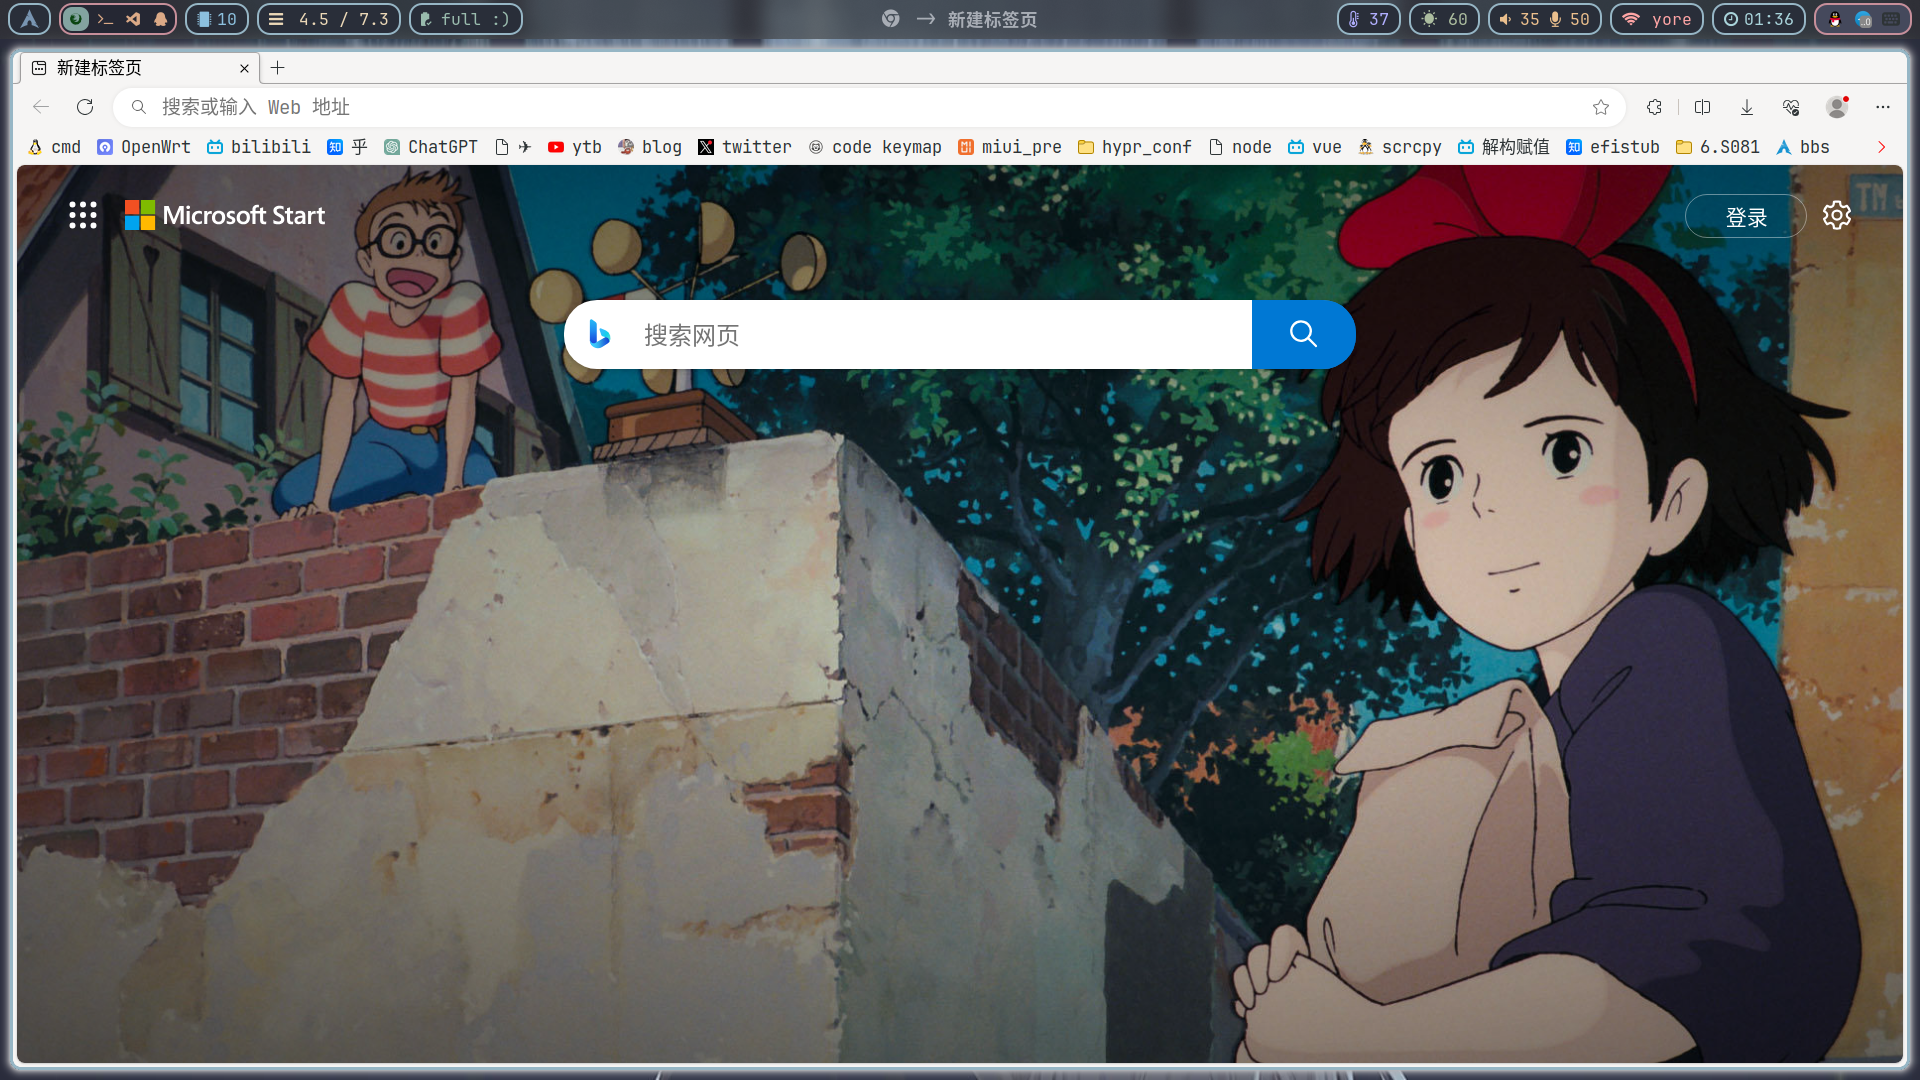 10
4.5 / 7.3
full :)
新建标签页
37
60
35 50
yore
01:36
新建标签页
搜索或输入 Web 地址
cmd
OpenWrt
bilibili
知 乎
ChatGPT
✈
ytb
blog
twitter
code keymap
miui_pre
hypr_conf
node
vue
scrcpy
解构赋值
知 efistub
6.S081
bbs
Microsoft Start
登录
搜索网页